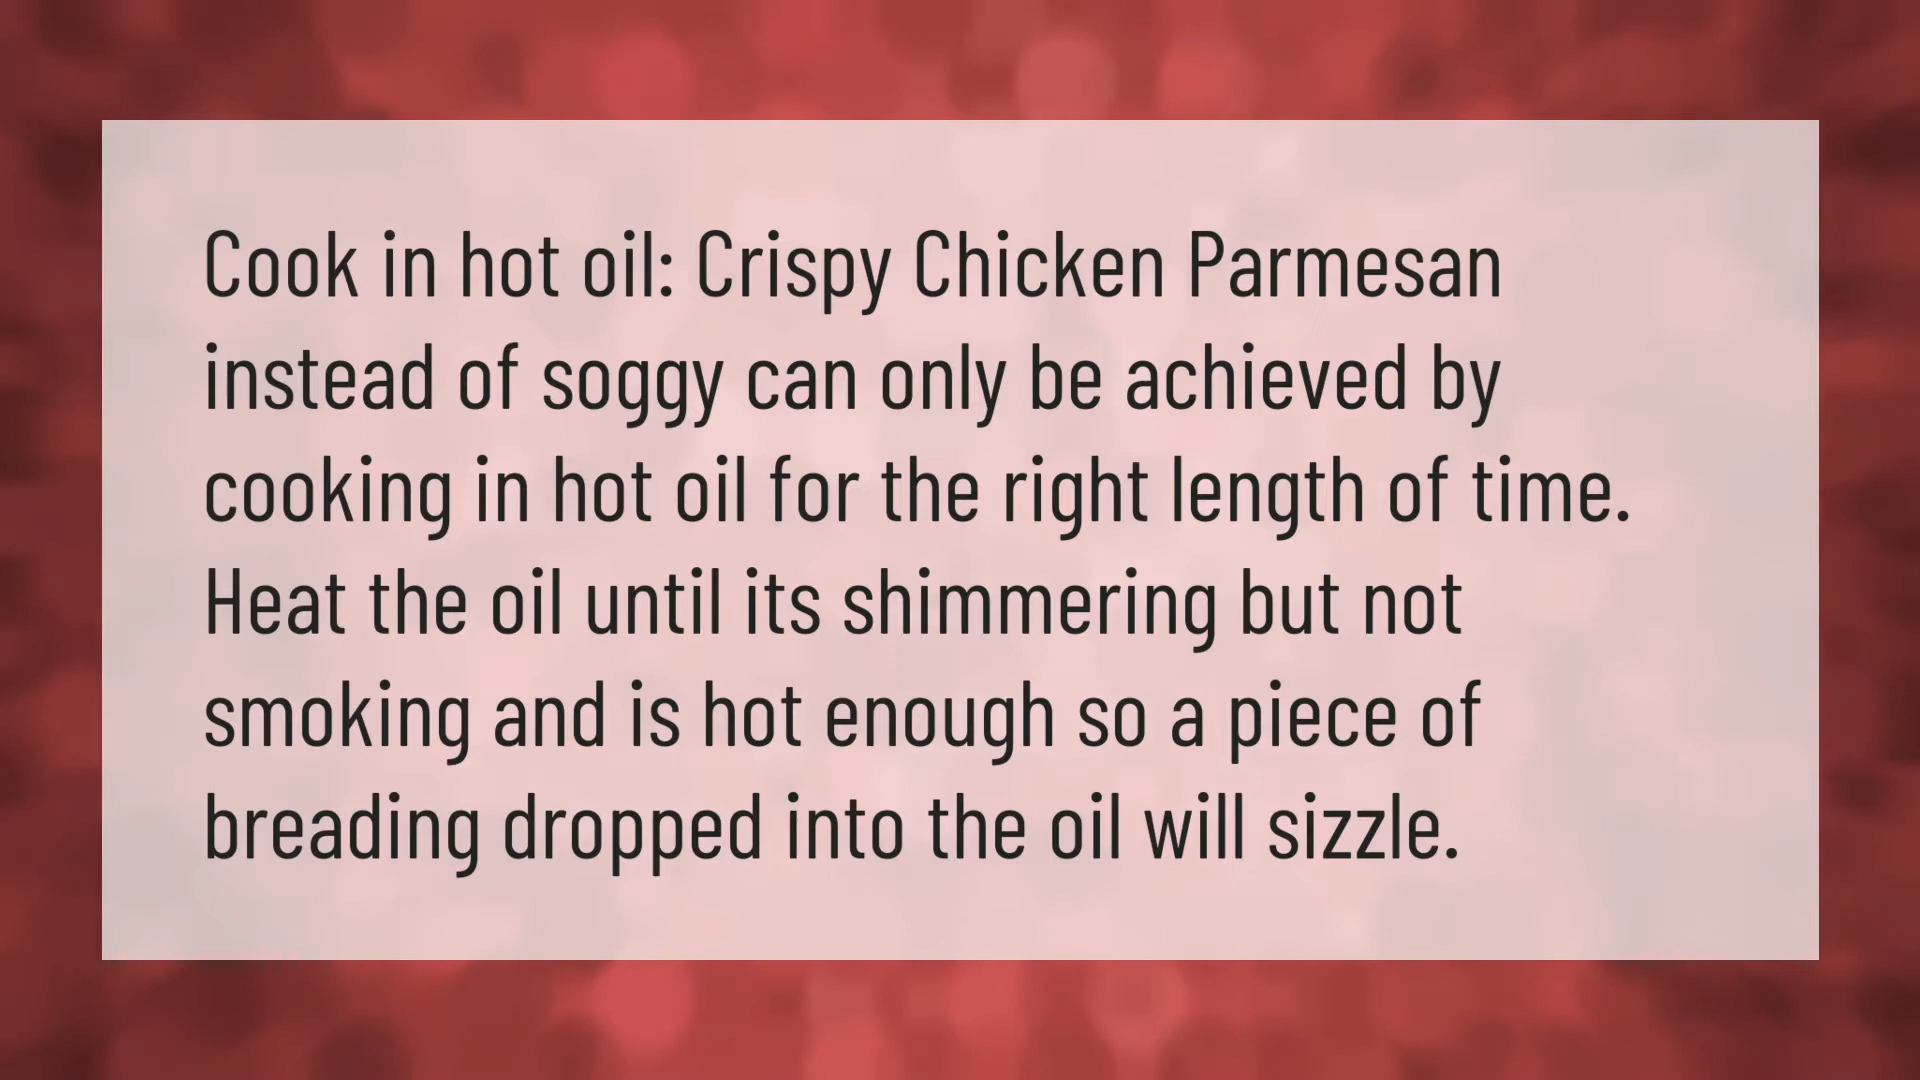 Cook in hot oil: Crispy Chicken Parmesan
instead of soggy can only be achieved by
cooking in hot oil for the right length of time.
Heat the oil until its shimmering but not
smoking and is hot enough so a piece of
breading dropped into the oil will sizzle.